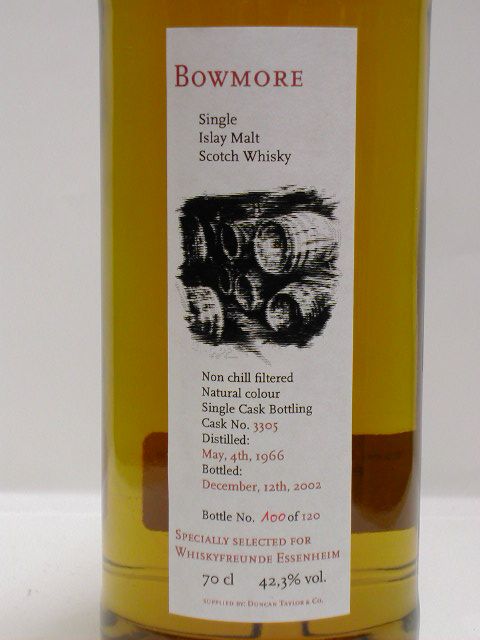 BOWMORE
Single
Islay Malt
Scotch Whisky
Non chill filtered
Natural colour
Single Cask Bottling
Cask No. 3305
Distilled:
May, 4th, 1966
Bottled:
December, 12th, 2002
Bottle No. 100 of 120
SPECIALLY SELECTED FOR
WHISKYFREUNDE ESSENHEIM
70 cl 42,3% vol.
SUPPLIED BY: DUNCAN TAYLOR & CO.